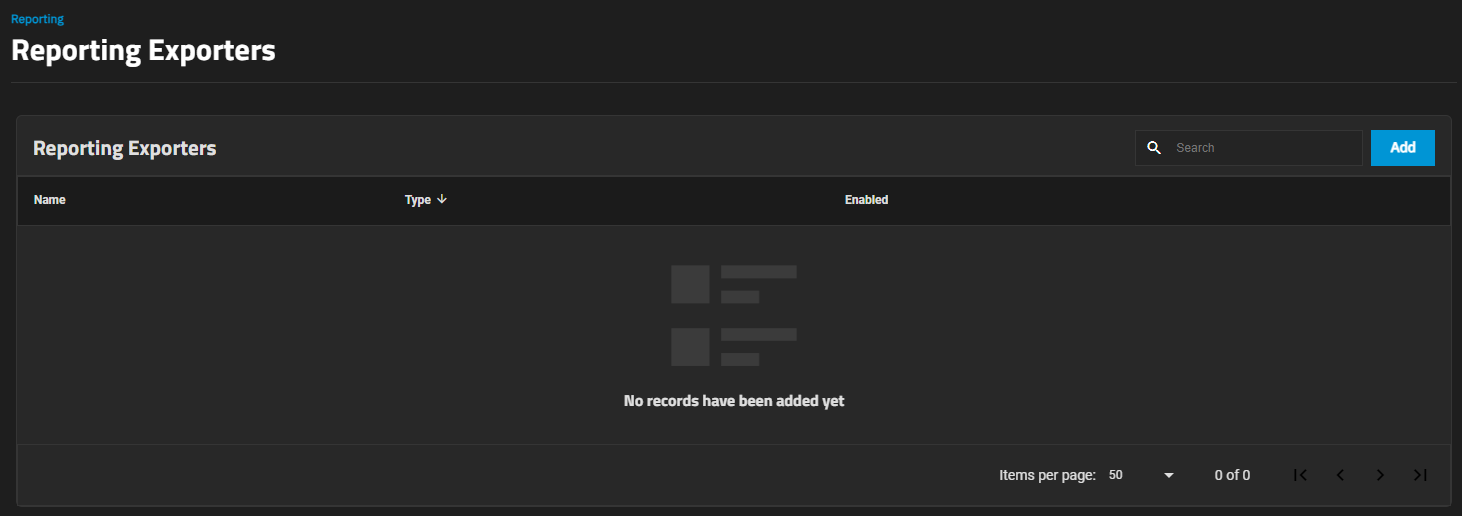 Reporting
Reporting Exporters
Reporting Exporters
Search
Add
Name
Type
Enabled
No records have been added yet
Items per page: 50
0 of 0